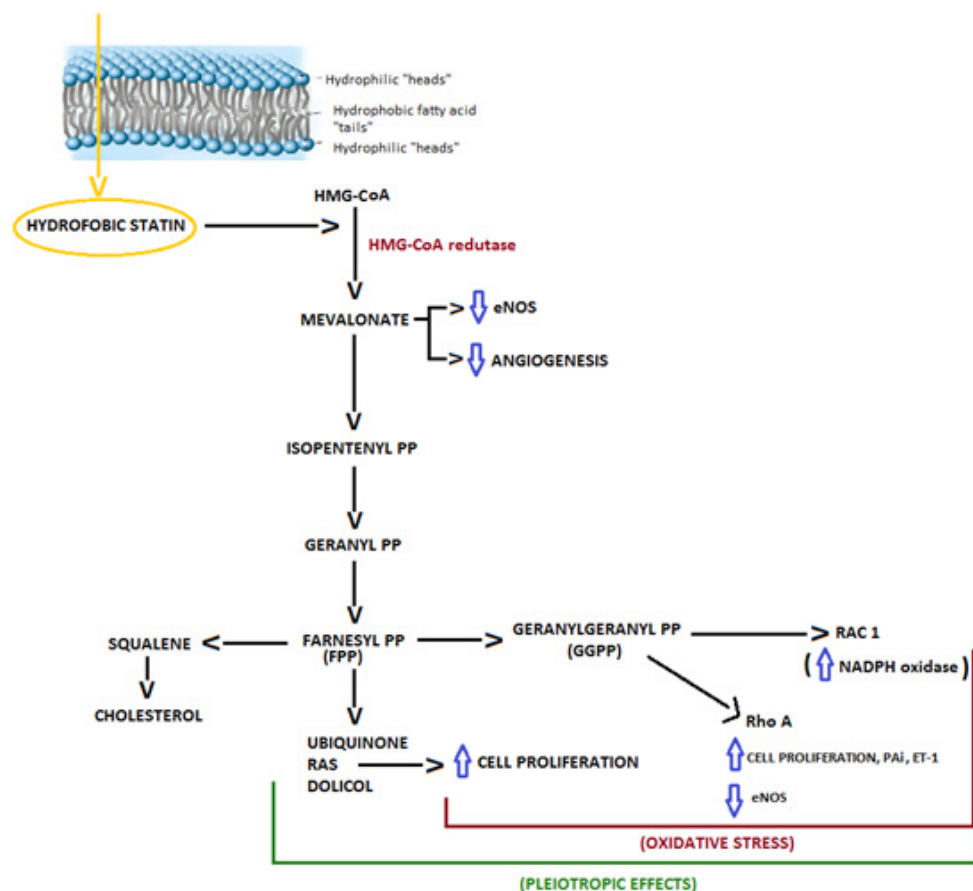 Hydrophilic "heads"
Hydrophobic fatty acid
"tails"
Hydrophilic "heads"
HMG-CoA
HYDROFOBIC STATIN
HMG-CoA redutase
MEVALONATE
eNOS
ANGIOGENESIS
ISOPENTENYL PP
GERANYL PP
SQUALENE
FARNESYL PP
(FPP)
GERANYLGERANYL PP
(GGPP)
RAC 1
( NADPH oxidase )
CHOLESTEROL
Rho A
UBIQUINONE
RAS
DOLICOL
CELL PROLIFERATION
CELL PROLIFERATION, PAi, ET-1
eNOS
(OXIDATIVE STRESS)
(PLEIOTROPIC EFFECTS)